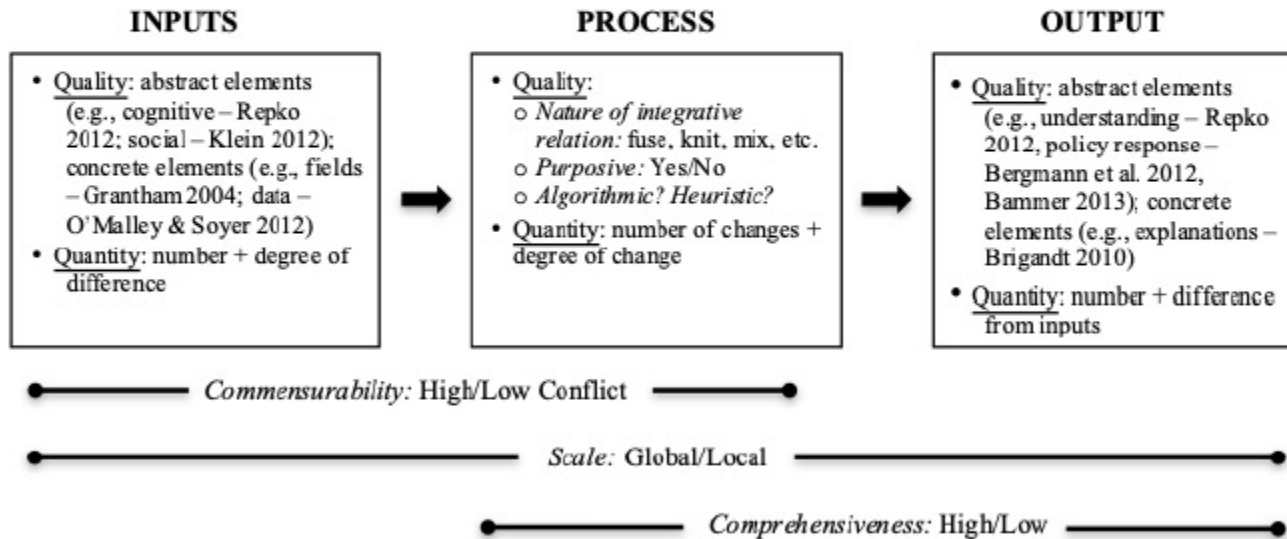 INPUTS
• Quality: abstract elements
(e.g., cognitive – Repko
2012; social – Klein 2012);
concrete elements (e.g., fields
– Grantham 2004; data –
O'Malley & Soyer 2012)
• Quantity: number + degree of
difference
PROCESS
• Quality:
o Nature of integrative
relation: fuse, knit, mix, etc.
o Purposive: Yes/No
o Algorithmic? Heuristic?
• Quantity: number of changes +
degree of change
OUTPUT
• Quality: abstract elements
(e.g., understanding – Repko
2012, policy response –
Bergmann et al. 2012,
Bammer 2013); concrete
elements (e.g., explanations –
Brigandt 2010)
• Quantity: number + difference
from inputs
Commensurability: High/Low Conflict
Scale: Global/Local
Comprehensiveness: High/Low